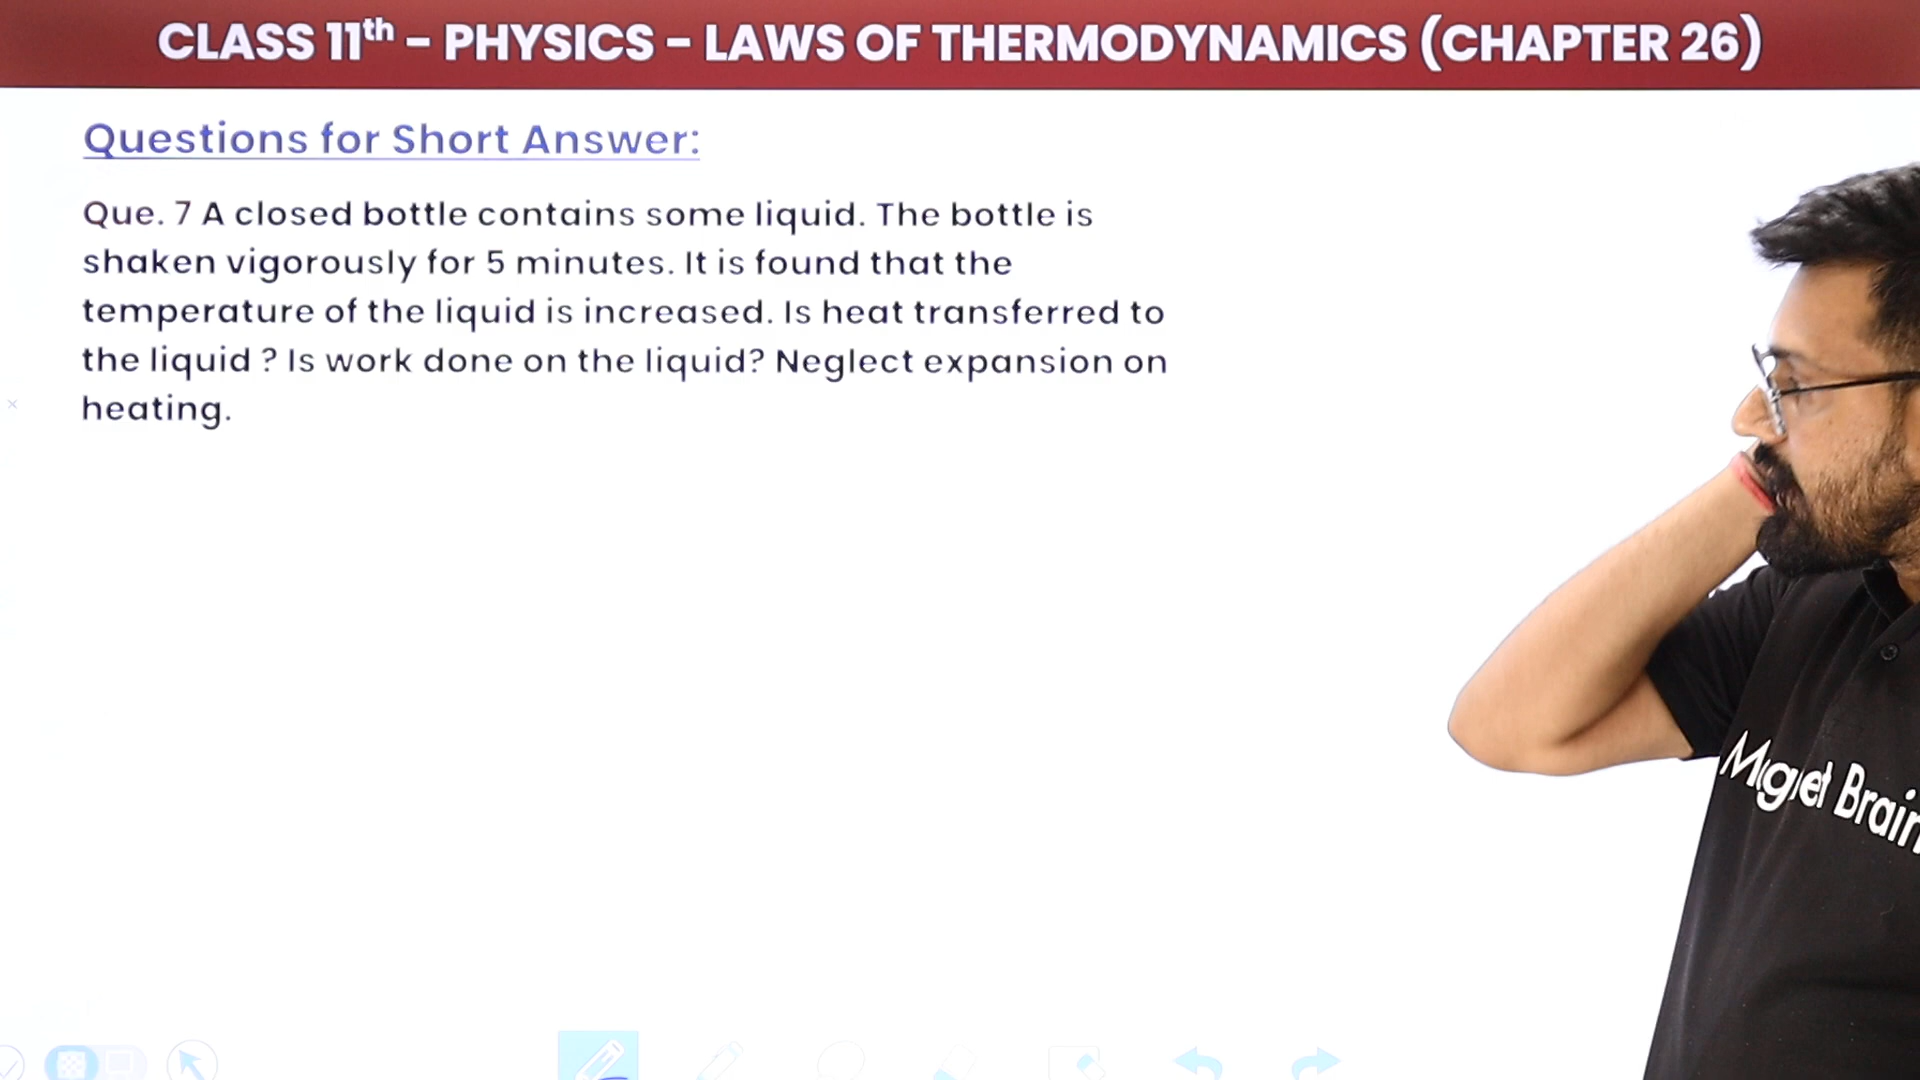 CLASS 11th - PHYSICS - LAWS OF THERMODYNAMICS (CHAPTER 26)
Questions for Short Answer:
Que. 7 A closed bottle contains some liquid. The bottle is
shaken vigorously for 5 minutes. It is found that the
temperature of the liquid is increased. Is heat transferred to
the liquid ? Is work done on the liquid? Neglect expansion on
heating.
Magnet Brain